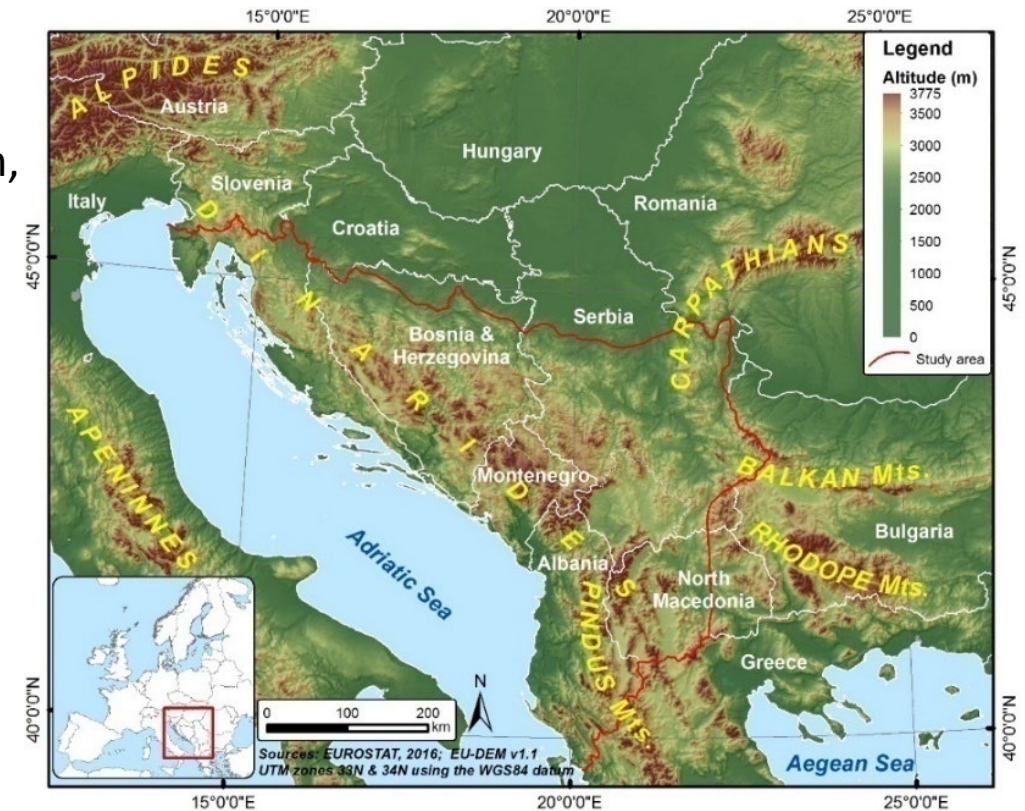 n,
15°0'0"E
20°0'0"E
25°0'0"E
Legend
Altitude (m)
3775
3500
3000
2500
2000
1500
1000
500
0
Study area
ALPIDES
Austria
Hungary
Slovenia
Italy
Romania
Croatia
45°0'0"N
45°0'0"N
CARPATHIANS
Serbia
Bosnia &
Herzegovina
DINARIDES
APENINNES
Montenegro
BALKAN Mts.
Bulgaria
RHODOPE Mts.
Adriatic Sea
Albania
North
Macedonia
PINDUS Mts.
Greece
40°0'0"N
40°0'0"N
N
0 100 200
km
Sources: EUROSTAT, 2016; EU-DEM v1.1
UTM zones 33N & 34N using the WGS84 datum
Aegean Sea
15°0'0"E
20°0'0"E
25°0'0"E